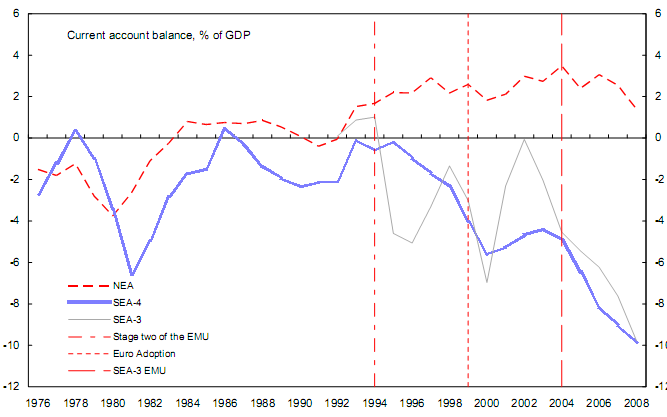 6 6
Current account balance, % of GDP
4 4
2 2
0 0
-2 -2
-4 -4
-6 -6
NEA
-8 SEA-4 -8
SEA-3
Stage two of the EMU
-10 Euro Adoption -10
SEA-3 EMU
-12 -12
1976 1978 1980 1982 1984 1986 1988 1990 1992 1994 1996 1998 2000 2002 2004 2006 2008